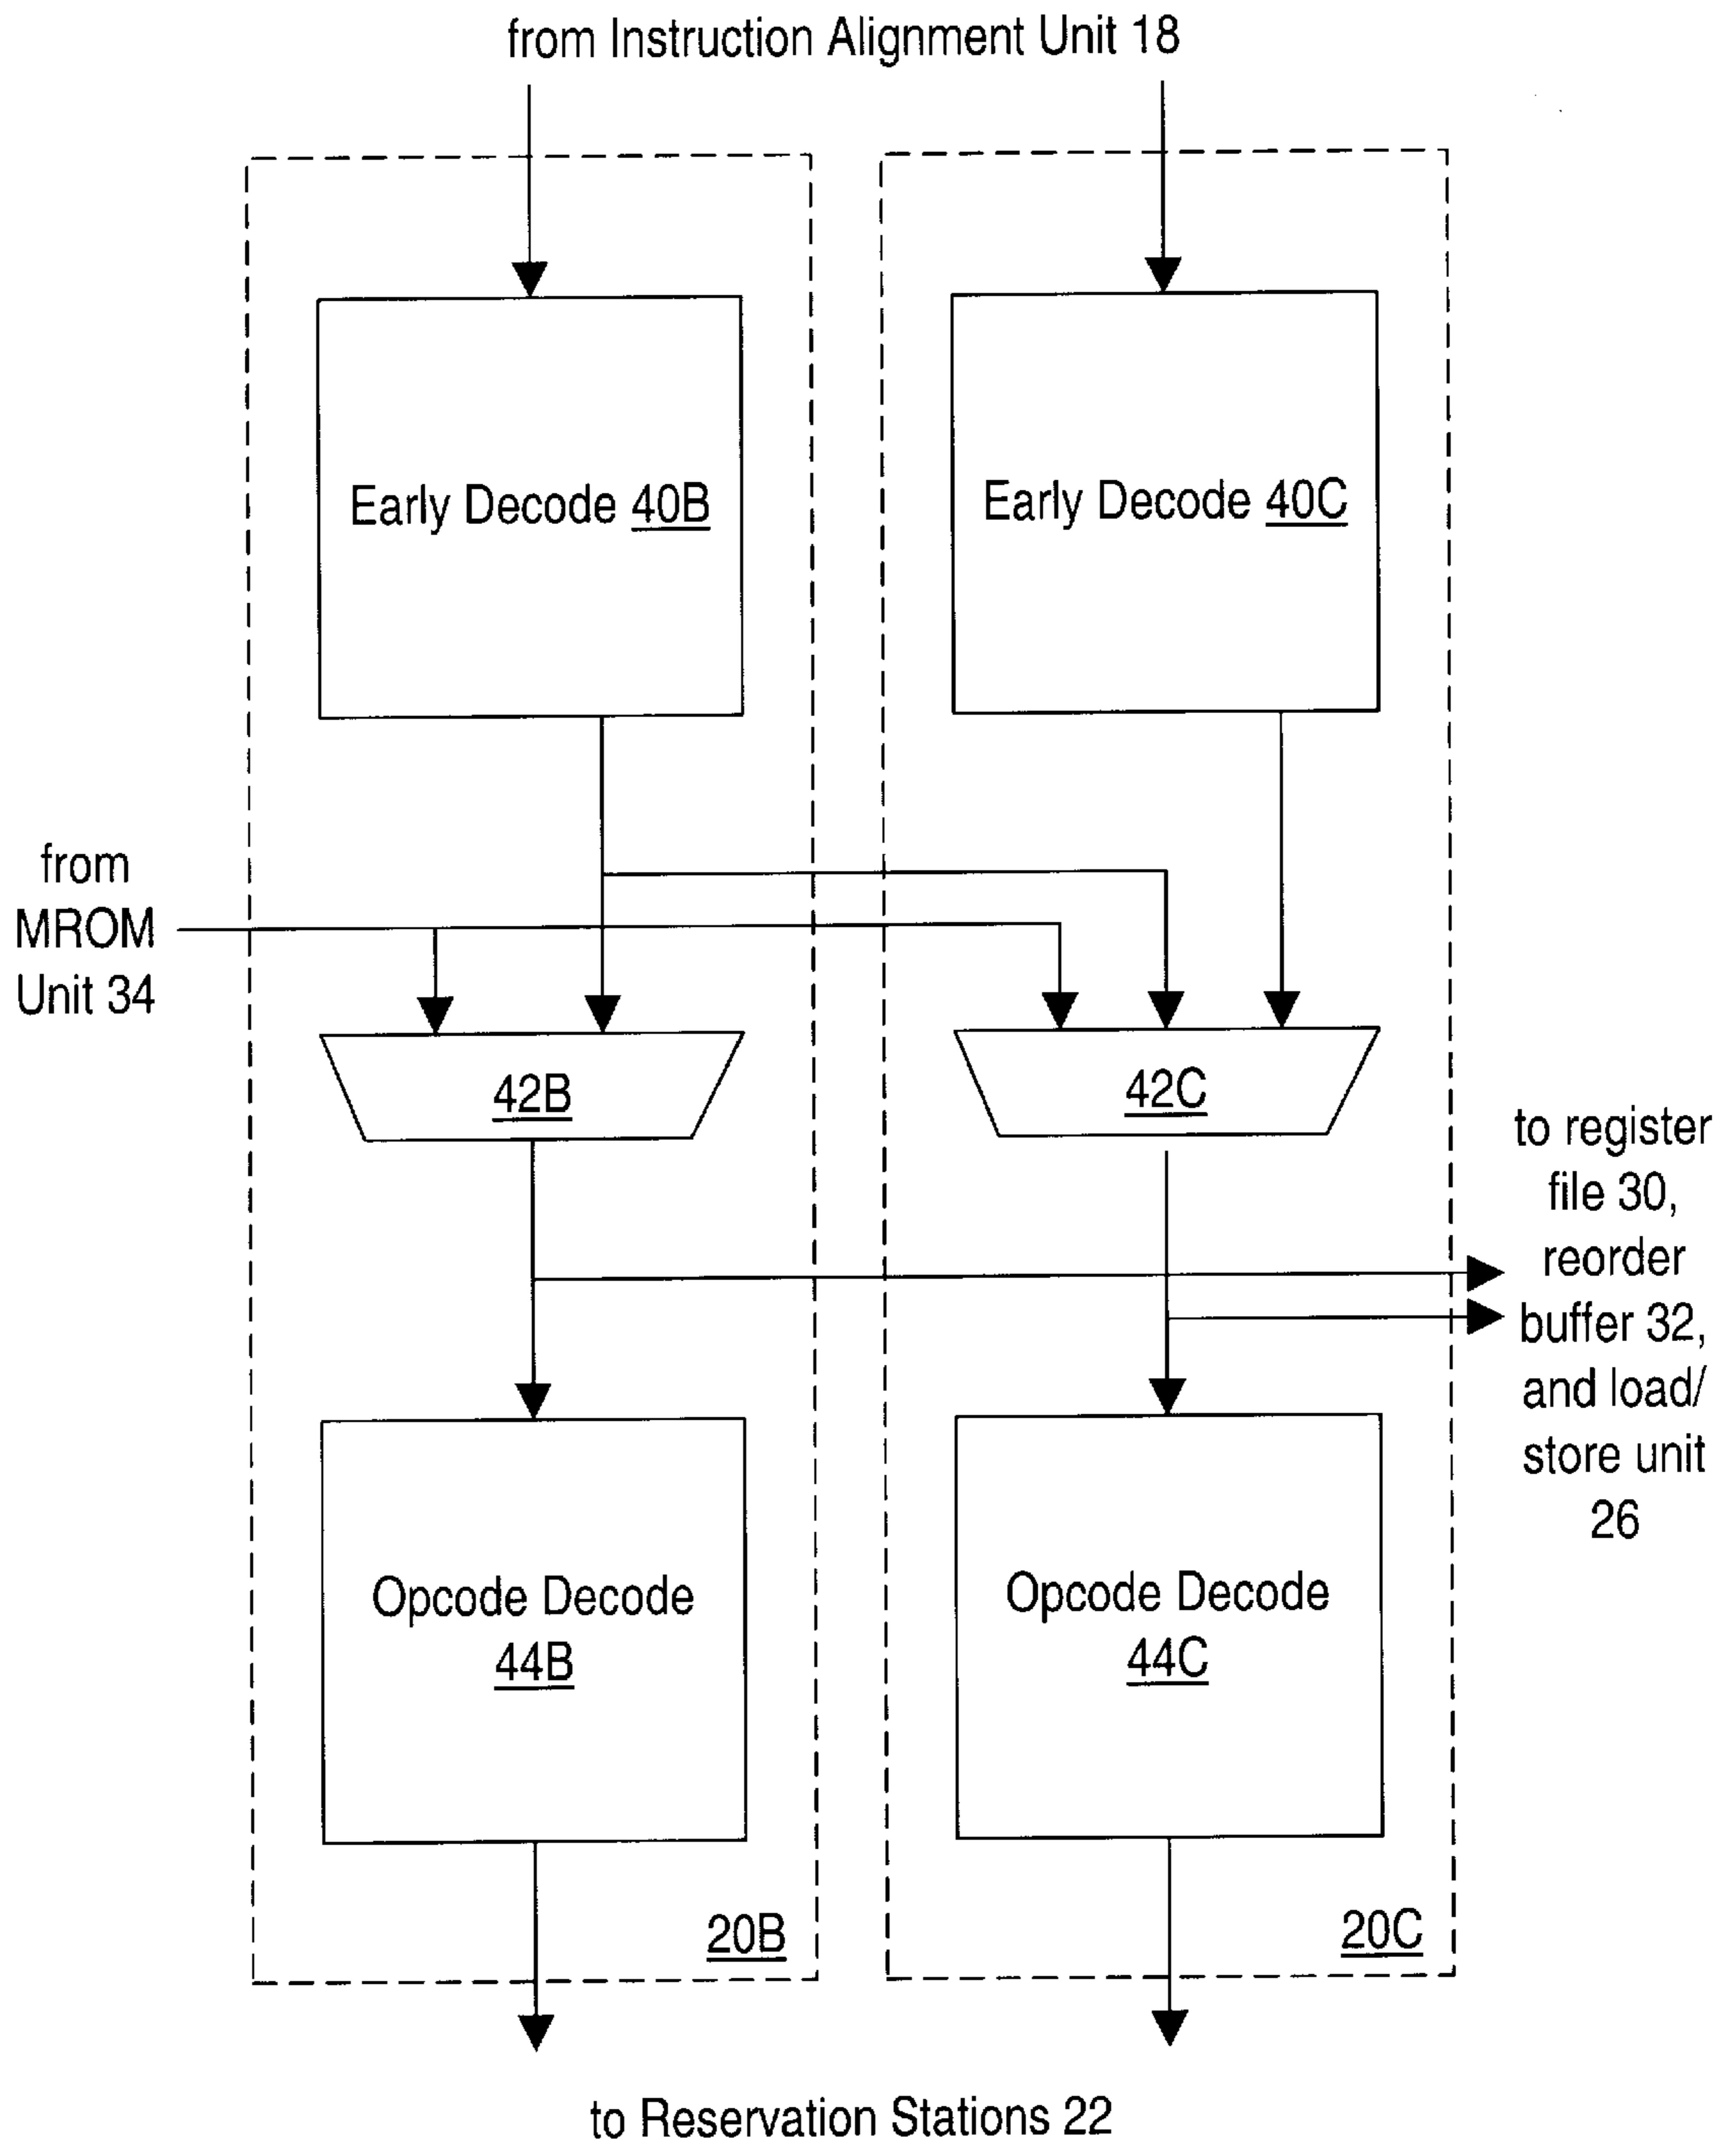 from Instruction Alignment Unit 18
Early Decode 40B
Early Decode 40C
from
MROM
Unit 34
42B
42C
to register
file 30,
reorder
buffer 32,
and load/
store unit
26
Opcode Decode
44B
Opcode Decode
44C
20B
20C
to Reservation Stations 22